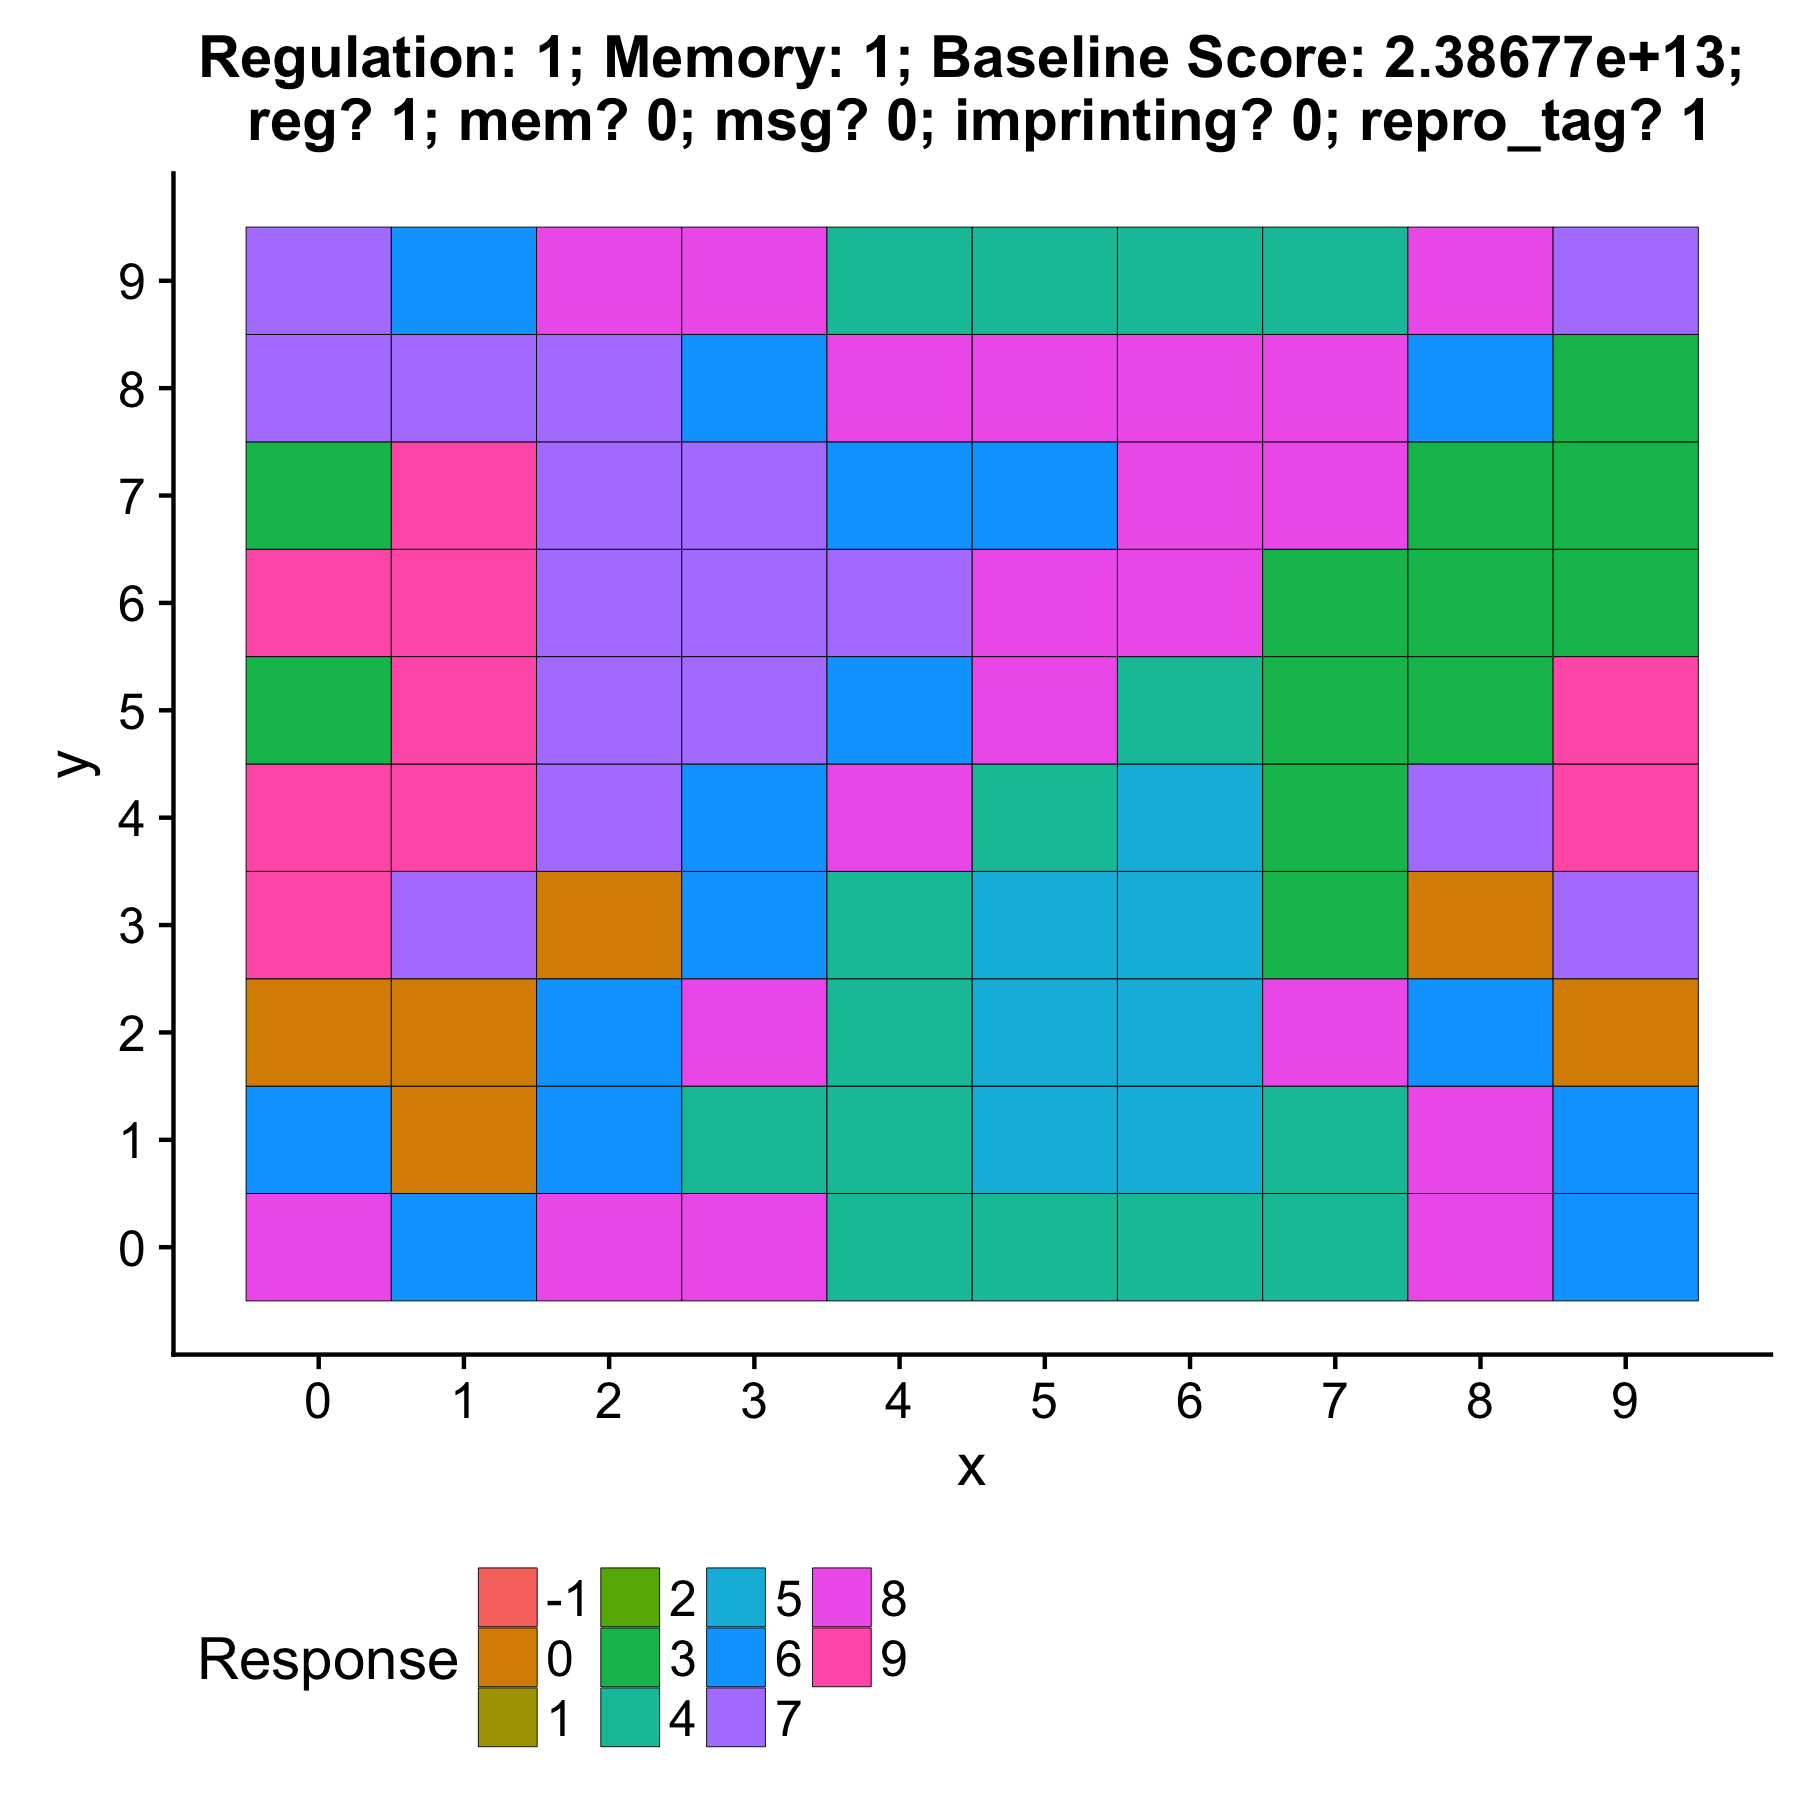 Regulation: 1; Memory: 1; Baseline Score: 2.38677e+13;
reg? 1; mem? 0; msg? 0; imprinting? 0; repro_tag? 1
9
8
7
6
5
4
3
2
1
0
y
0 1 2 3 4 5 6 7 8 9
x
Response
-1 2 5 8
0 3 6 9
1 4 7